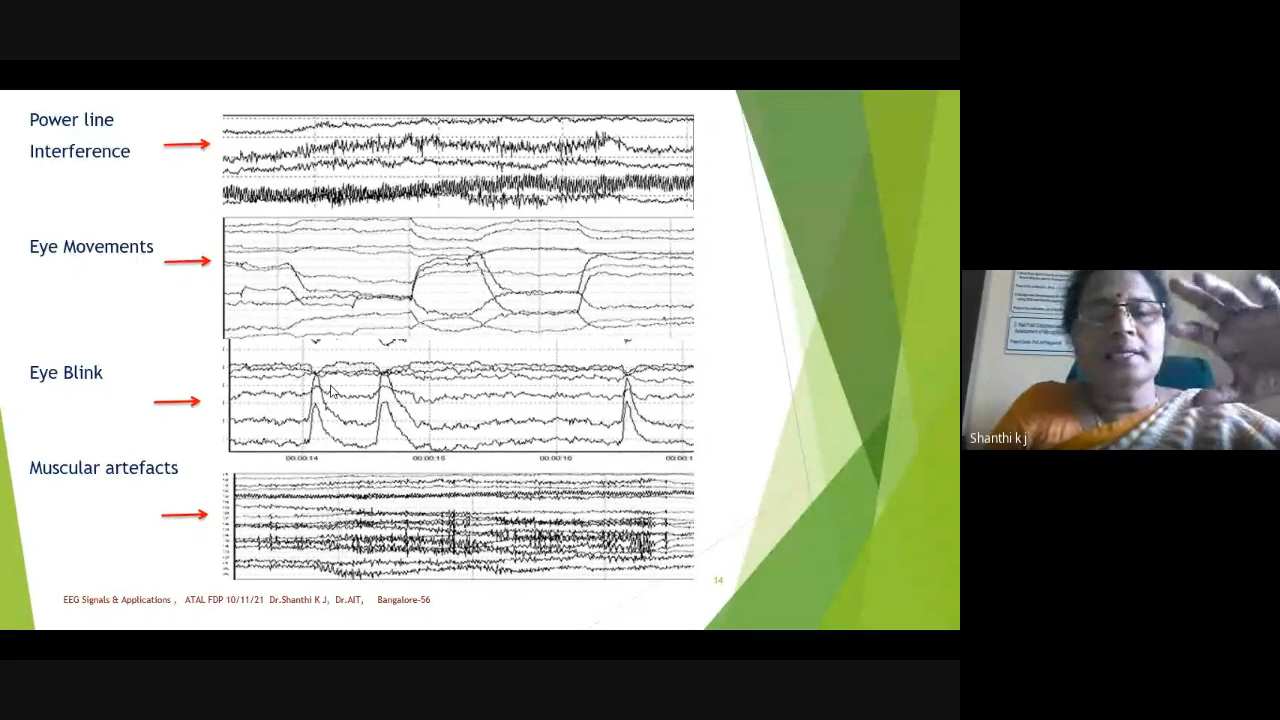 Power line
Interference
Eye Movements
Eye Blink
00:00:14 00:00:15 00:00:16 00:00:1
Muscular artefacts
14
EEG Signals & Applications , ATAL FDP 10/11/21 Dr.Shanthi K J, Dr.AIT, Bangalore-56
Shanthi k j